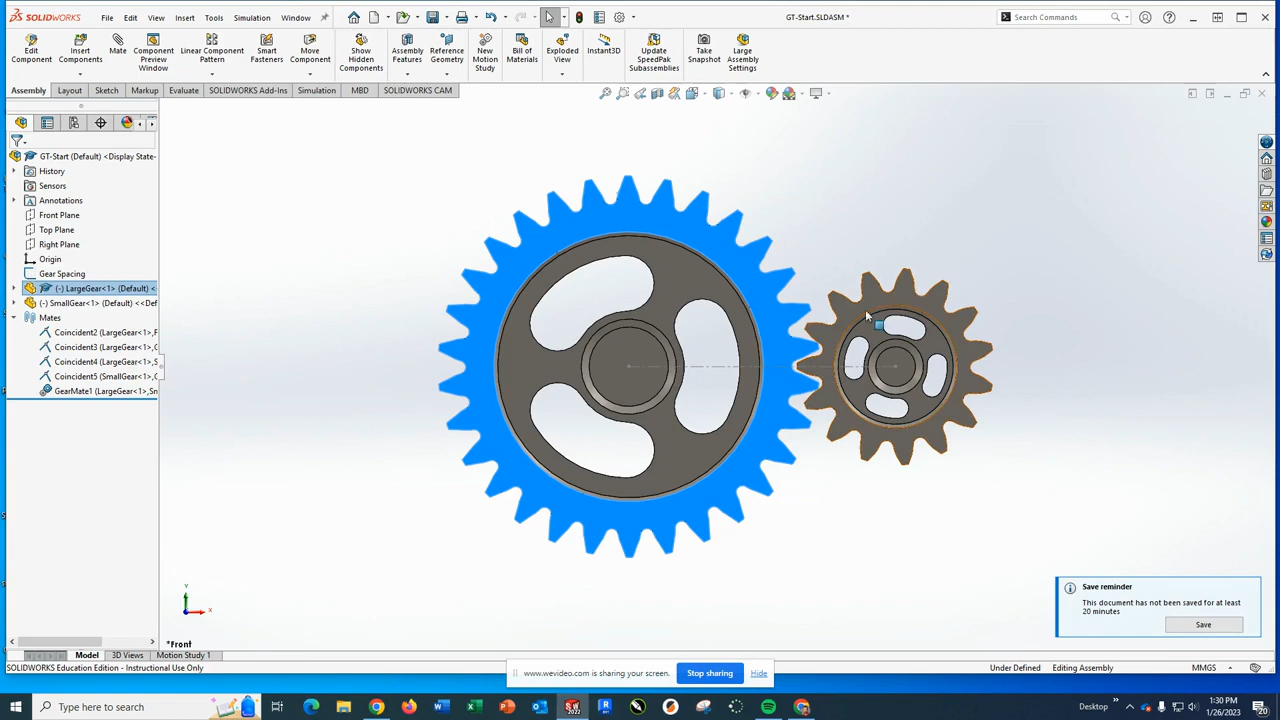 SOLIDWORKS File Edit View Insert Tools Simulation Window GT-Start.SLDASM * Search Commands
Edit Component
Insert Components
Mate
Component Preview Window
Linear Component Pattern
Smart Fasteners
Move Component
Show Hidden Components
Assembly Features
Reference Geometry
New Motion Study
Bill of Materials
Exploded View
Instant3D
Update SpeedPak Subassemblies
Take Snapshot
Large Assembly Settings
Assembly Layout Sketch Markup Evaluate SOLIDWORKS Add-Ins Simulation MBD SOLIDWORKS CAM
GT-Start (Default) <Display State-
History
Sensors
Annotations
Front Plane
Top Plane
Right Plane
Origin
Gear Spacing
(-) LargeGear<1> (Default) <
(-) SmallGear<1> (Default) <<Def
Mates
Coincident2 (LargeGear<1>,F
Coincident3 (LargeGear<1>,C
Coincident4 (LargeGear<1>,S
Coincident5 (SmallGear<1>,C
GearMate1 (LargeGear<1>,Sm
Y
X
*Front
Save reminder
This document has not been saved for at least
20 minutes
Save
Model 3D Views Motion Study 1
SOLIDWORKS Education Edition - Instructional Use Only
Under Defined Editing Assembly MMGS
www.wevideo.com is sharing your screen. Stop sharing Hide
Type here to search
Desktop
1:30 PM
1/26/2023